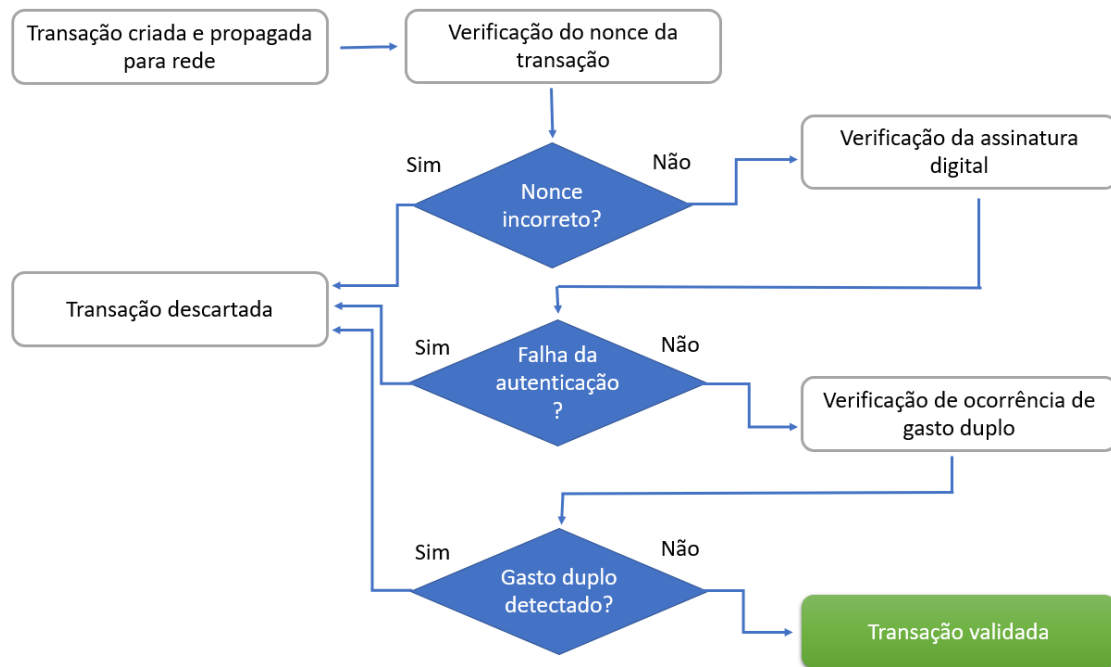 Transação criada e propagada
para rede
Verificação do nonce da
transação
Sim
Não
Nonce
incorreto?
Verificação da assinatura
digital
Transação descartada
Sim
Não
Falha da
autenticação
?
Verificação de ocorrência de
gasto duplo
Sim
Não
Gasto duplo
detectado?
Transação validada